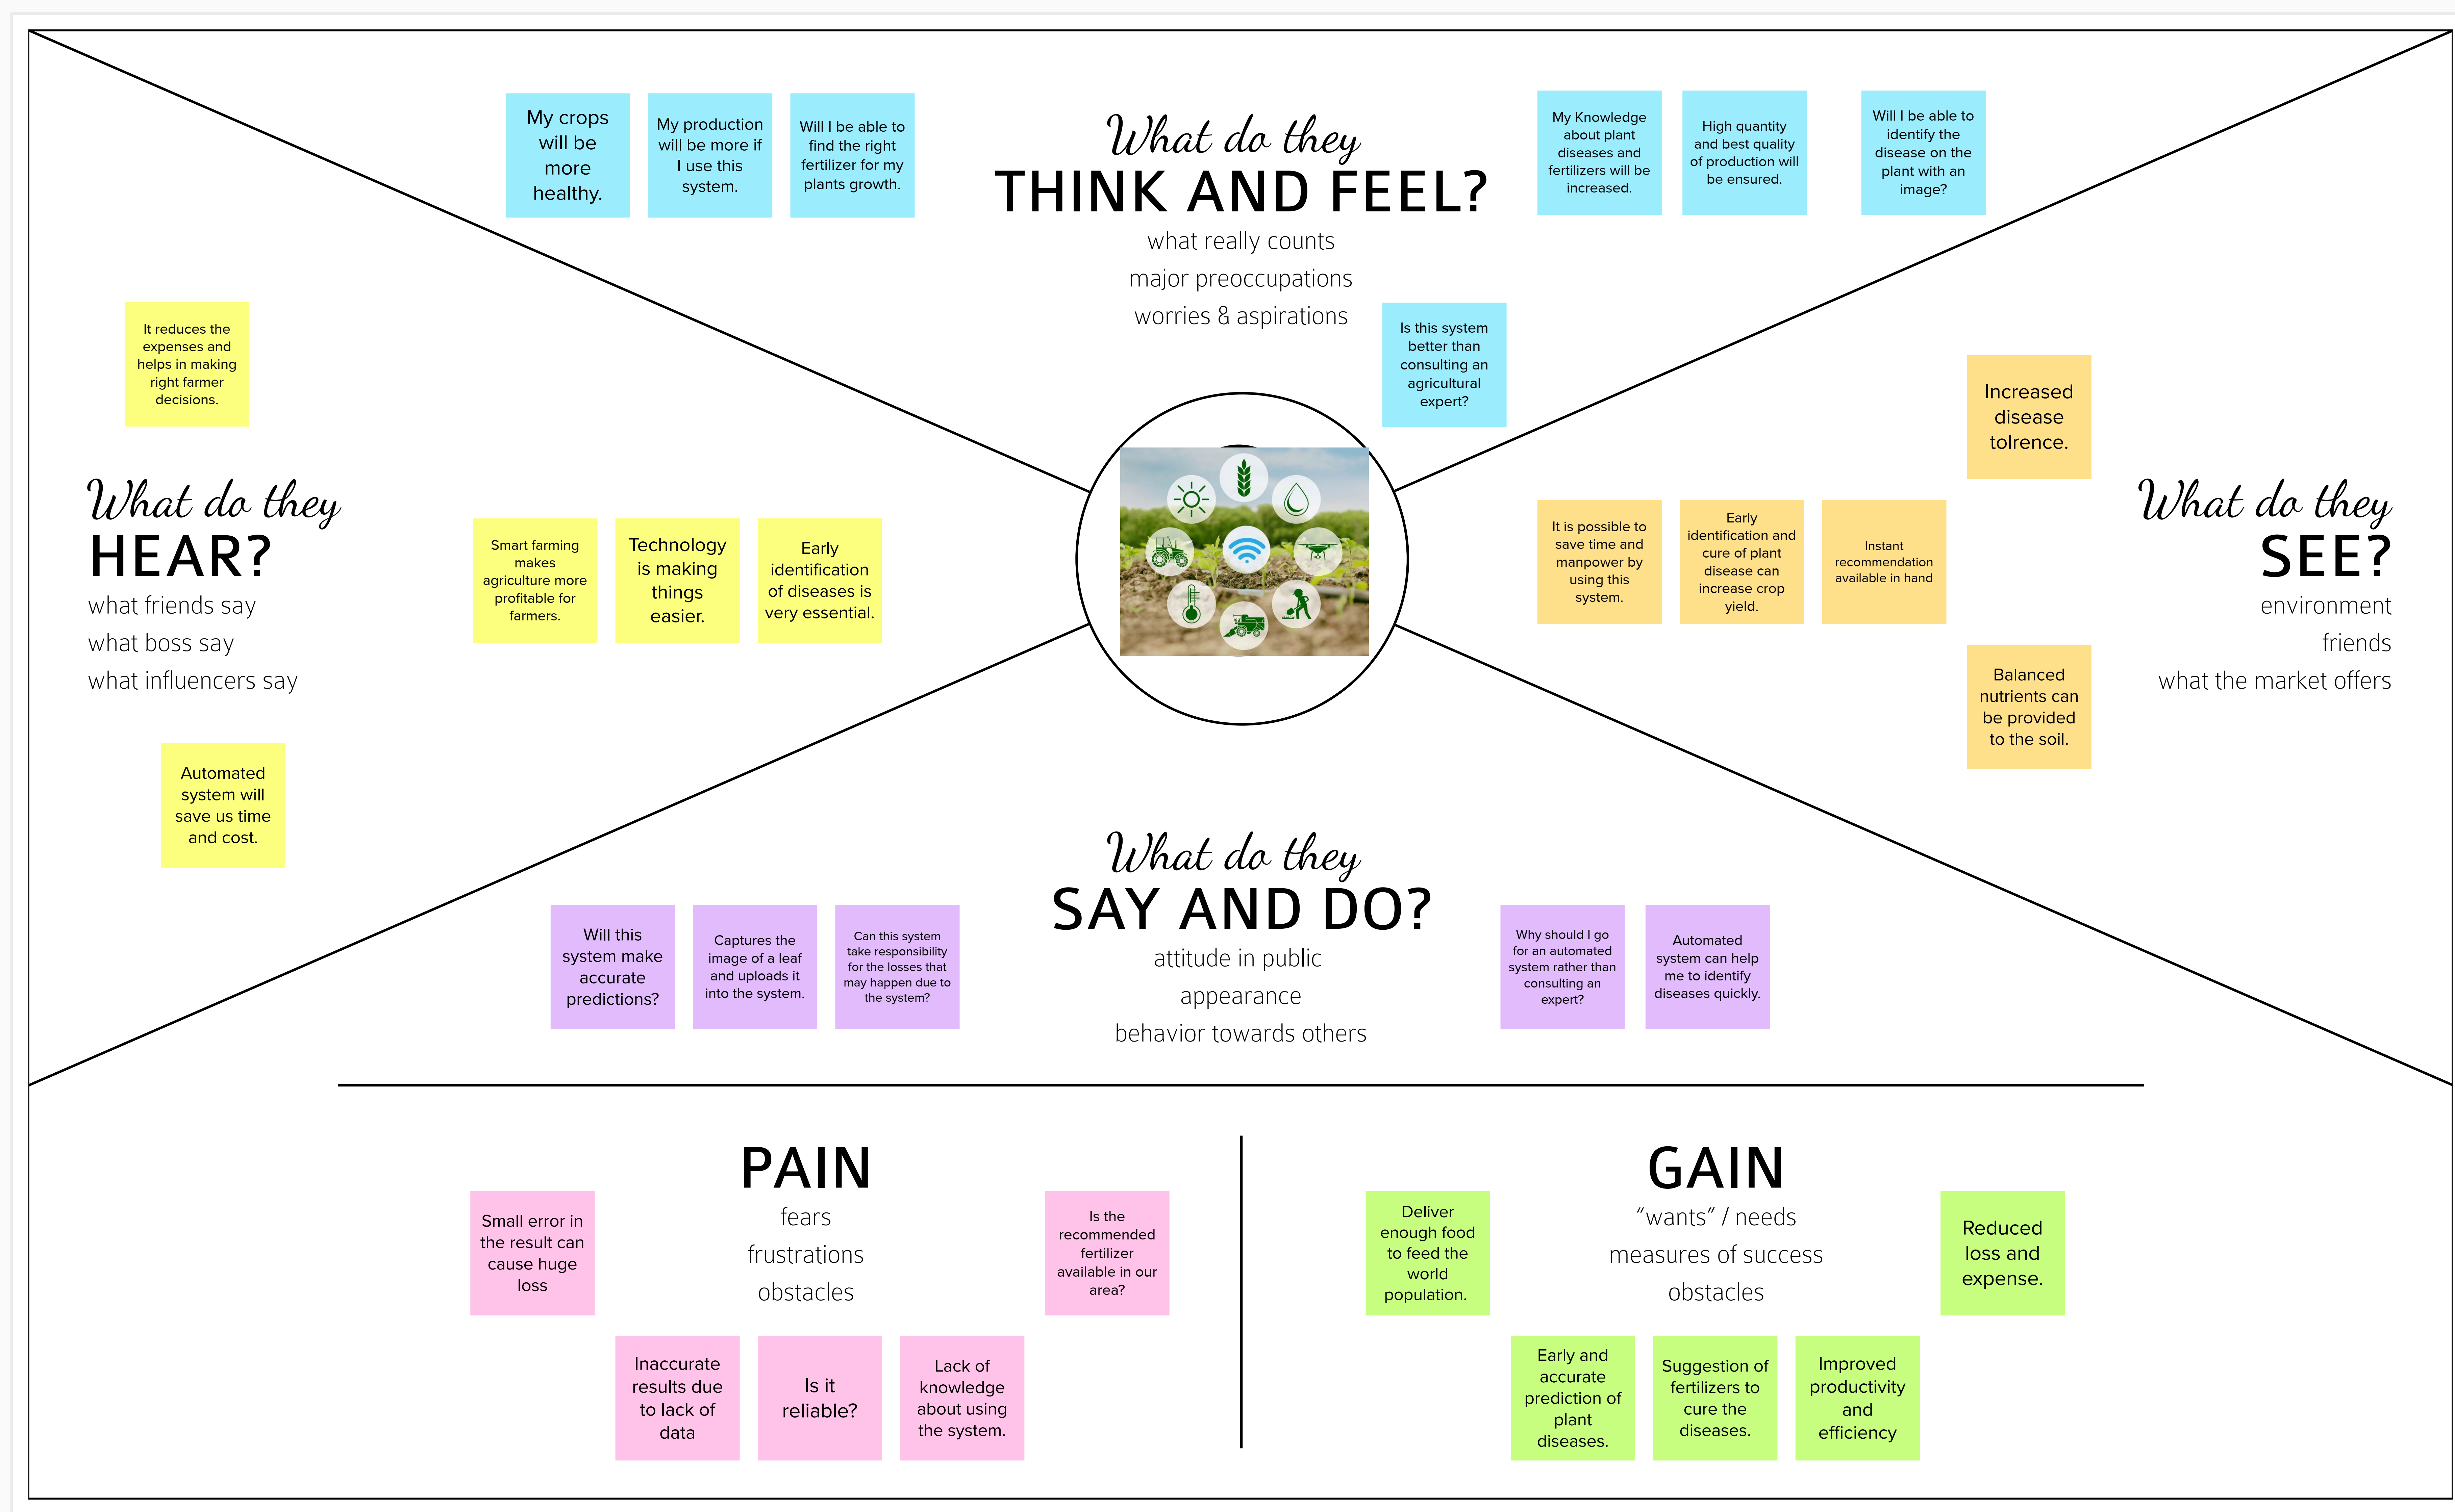 What do they
THINK AND FEEL?
what really counts
major preoccupations
worries & aspirations
My crops
will be
more
healthy.
My production
will be more if
I use this
system.
Will I be able to
find the right
fertilizer for my
plants growth.
My Knowledge
about plant
diseases and
fertilizers will be
increased.
High quantity
and best quality
of production will
be ensured.
Will I be able to
identify the
disease on the
plant with an
image?
Is this system
better than
consulting an
agricultural
expert?
What do they
HEAR?
what friends say
what boss say
what influencers say
It reduces the
expenses and
helps in making
right farmer
decisions.
Smart farming
makes
agriculture more
profitable for
farmers.
Technology
is making
things
easier.
Early
identification
of diseases is
very essential.
Automated
system will
save us time
and cost.
What do they
SEE?
environment
friends
what the market offers
Increased
disease
tolrence.
It is possible to
save time and
manpower by
using this
system.
Early
identification and
cure of plant
disease can
increase crop
yield.
Instant
recommendation
available in hand
Balanced
nutrients can
be provided
to the soil.
What do they
SAY AND DO?
attitude in public
appearance
behavior towards others
Will this
system make
accurate
predictions?
Captures the
image of a leaf
and uploads it
into the system.
Can this system
take responsibility
for the losses that
may happen due to
the system?
Why should I go
for an automated
system rather than
consulting an
expert?
Automated
system can help
me to identify
diseases quickly.
PAIN
fears
frustrations
obstacles
Small error in
the result can
cause huge
loss
Is the
recommended
fertilizer
available in our
area?
Inaccurate
results due
to lack of
data
Is it
reliable?
Lack of
knowledge
about using
the system.
GAIN
“wants” / needs
measures of success
obstacles
Deliver
enough food
to feed the
world
population.
Reduced
loss and
expense.
Early and
accurate
prediction of
plant
diseases.
Suggestion of
fertilizers to
cure the
diseases.
Improved
productivity
and
efficiency